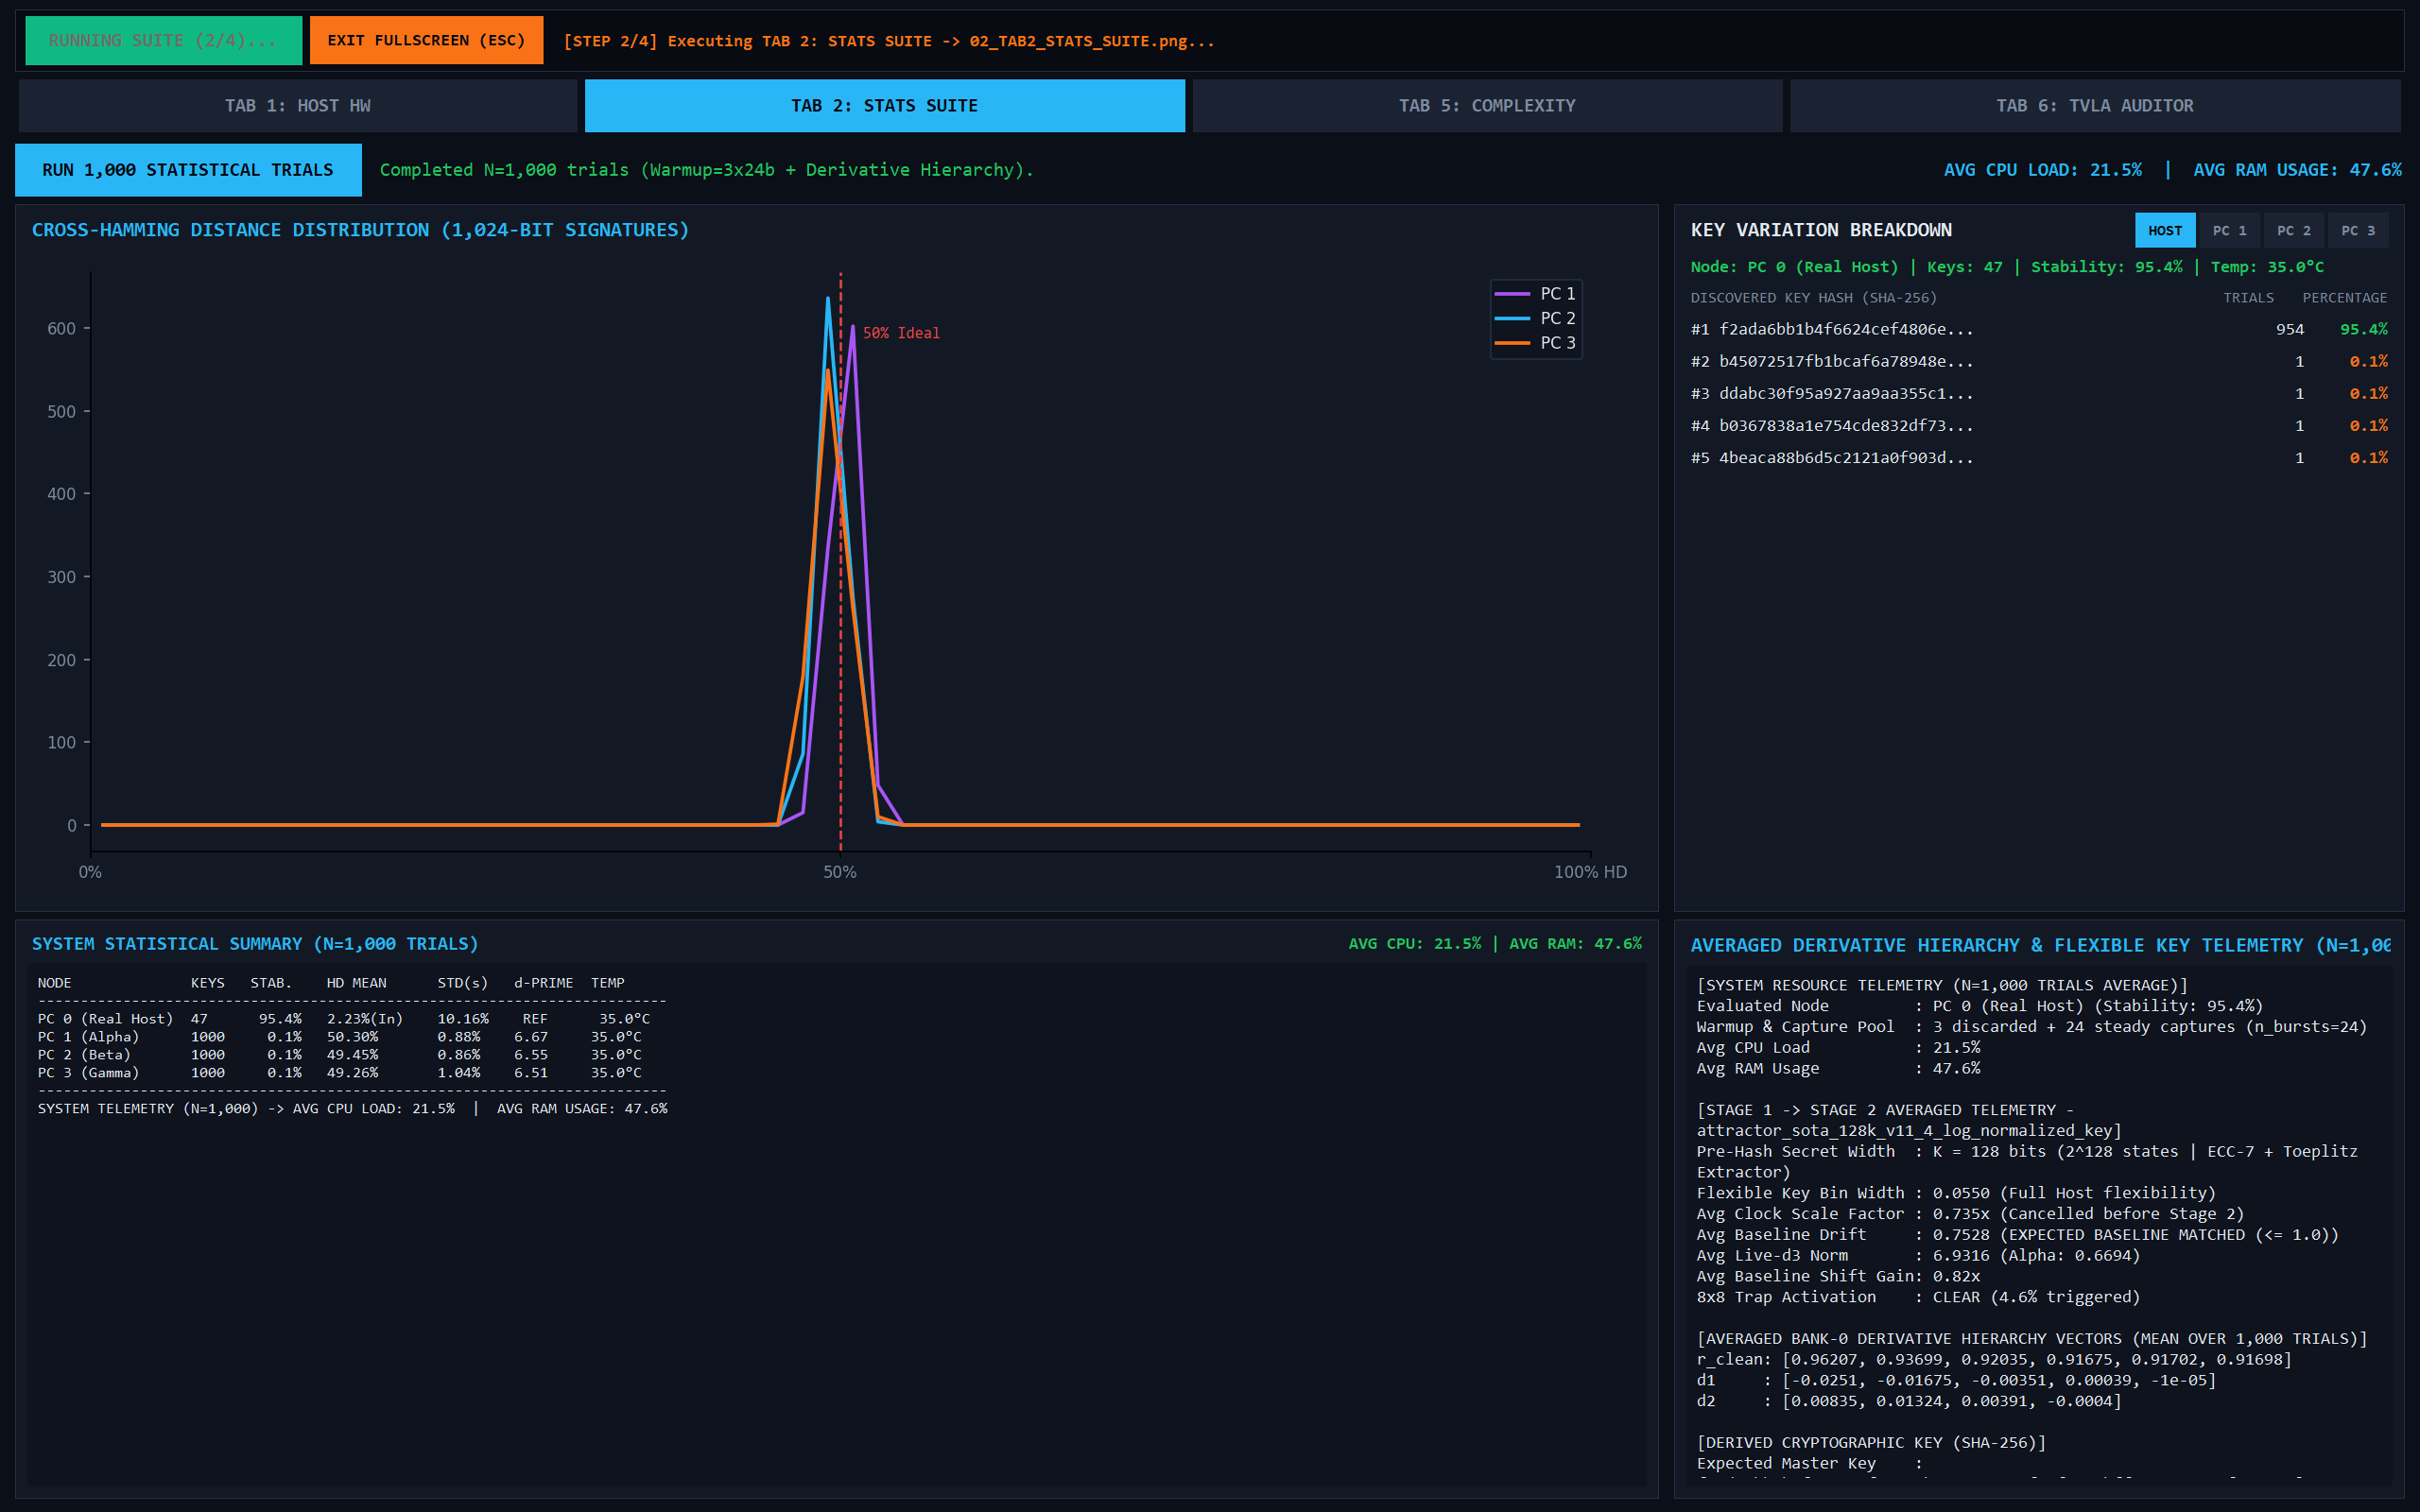 RUNNING SUITE (2/4)...
EXIT FULLSCREEN (ESC)
[STEP 2/4] Executing TAB 2: STATS SUITE -> 02_TAB2_STATS_SUITE.png...
TAB 1: HOST HW
TAB 2: STATS SUITE
TAB 5: COMPLEXITY
TAB 6: TVLA AUDITOR
RUN 1,000 STATISTICAL TRIALS
Completed N=1,000 trials (Warmup=3x24b + Derivative Hierarchy).
AVG CPU LOAD: 21.5% | AVG RAM USAGE: 47.6%
CROSS-HAMMING DISTANCE DISTRIBUTION (1,024-BIT SIGNATURES)
600
500
400
300
200
100
0
0%
50%
100% HD
50% Ideal
PC 1
PC 2
PC 3
KEY VARIATION BREAKDOWN
HOST
PC 1
PC 2
PC 3
Node: PC 0 (Real Host) | Keys: 47 | Stability: 95.4% | Temp: 35.0°C
DISCOVERED KEY HASH (SHA-256) TRIALS PERCENTAGE
#1 f2ada6bb1b4f6624cef4806e... 954 95.4%
#2 b45072517fb1bcaf6a78948e... 1 0.1%
#3 ddabc30f95a927aa9aa355c1... 1 0.1%
#4 b0367838a1e754cde832df73... 1 0.1%
#5 4beaca88b6d5c2121a0f903d... 1 0.1%
SYSTEM STATISTICAL SUMMARY (N=1,000 TRIALS)
AVG CPU: 21.5% | AVG RAM: 47.6%
NODE KEYS STAB. HD MEAN STD(s) d-PRIME TEMP
--------------------------------------------------------------------------
PC 0 (Real Host) 47 95.4% 2.23%(In) 10.16% REF 35.0°C
PC 1 (Alpha) 1000 0.1% 50.30% 0.88% 6.67 35.0°C
PC 2 (Beta) 1000 0.1% 49.45% 0.86% 6.55 35.0°C
PC 3 (Gamma) 1000 0.1% 49.26% 1.04% 6.51 35.0°C
--------------------------------------------------------------------------
SYSTEM TELEMETRY (N=1,000) -> AVG CPU LOAD: 21.5% | AVG RAM USAGE: 47.6%
AVERAGED DERIVATIVE HIERARCHY & FLEXIBLE KEY TELEMETRY (N=1,00
[SYSTEM RESOURCE TELEMETRY (N=1,000 TRIALS AVERAGE)]
Evaluated Node : PC 0 (Real Host) (Stability: 95.4%)
Warmup & Capture Pool : 3 discarded + 24 steady captures (n_bursts=24)
Avg CPU Load : 21.5%
Avg RAM Usage : 47.6%
[STAGE 1 -> STAGE 2 AVERAGED TELEMETRY -
attractor_sota_128k_v11_4_log_normalized_key]
Pre-Hash Secret Width : K = 128 bits (2^128 states | ECC-7 + Toeplitz
Extractor)
Flexible Key Bin Width : 0.0550 (Full Host flexibility)
Avg Clock Scale Factor : 0.735x (Cancelled before Stage 2)
Avg Baseline Drift : 0.7528 (EXPECTED BASELINE MATCHED (<= 1.0))
Avg Live-d3 Norm : 6.9316 (Alpha: 0.6694)
Avg Baseline Shift Gain: 0.82x
8x8 Trap Activation : CLEAR (4.6% triggered)
[AVERAGED BANK-0 DERIVATIVE HIERARCHY VECTORS (MEAN OVER 1,000 TRIALS)]
r_clean: [0.96207, 0.93699, 0.92035, 0.91675, 0.91702, 0.91698]
d1 : [-0.0251, -0.01675, -0.00351, 0.00039, -1e-05]
d2 : [0.00835, 0.01324, 0.00391, -0.0004]
[DERIVED CRYPTOGRAPHIC KEY (SHA-256)]
Expected Master Key :